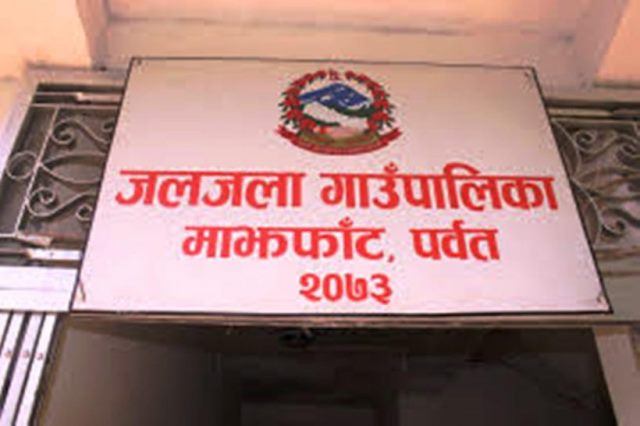 जलजला गाउँपालिका
माझफाँट, पर्वत
२०७३